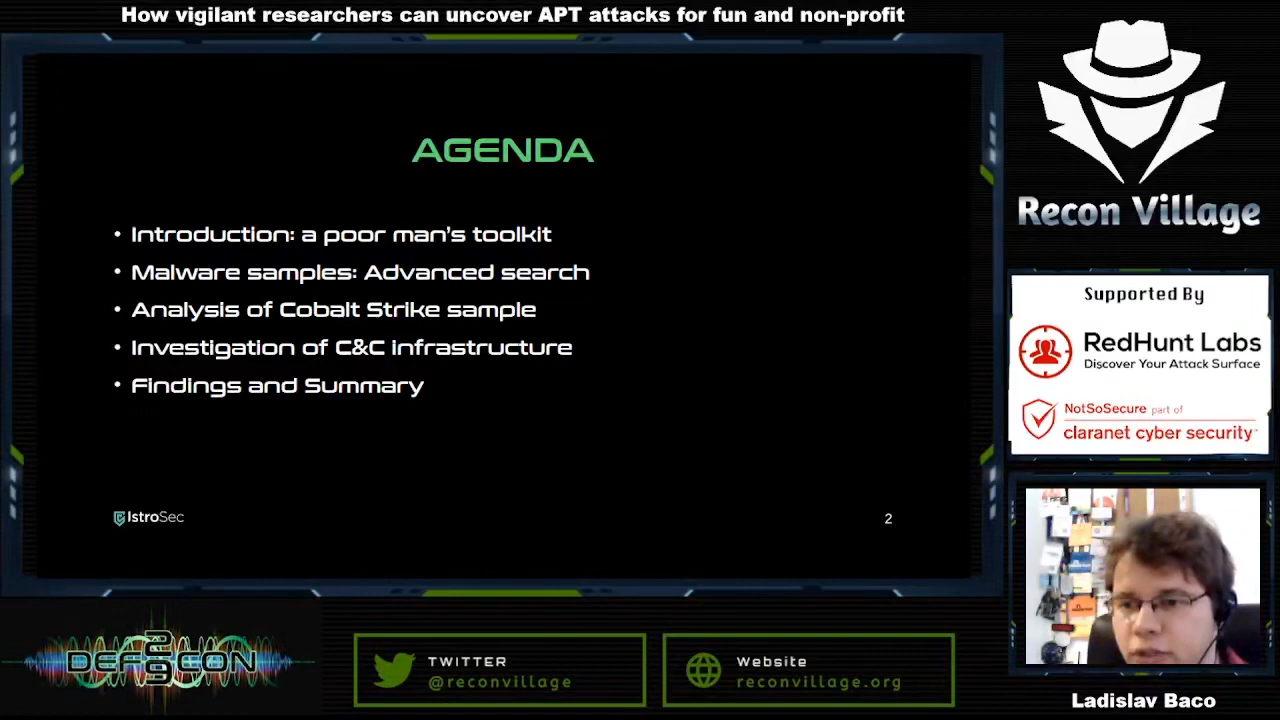 How vigilant researchers can uncover APT attacks for fun and non-profit
AGENDA
• Introduction: a poor man's toolkit
• Malware samples: Advanced search
• Analysis of Cobalt Strike sample
• Investigation of C&C infrastructure
• Findings and Summary
IstroSec
2
Recon Village
Supported By
RedHunt Labs
Discover Your Attack Surface
NotSoSecure part of
claranet cyber security
DEF CON
29
TWITTER
@reconvillage
Website
reconvillage.org
Ladislav Baco